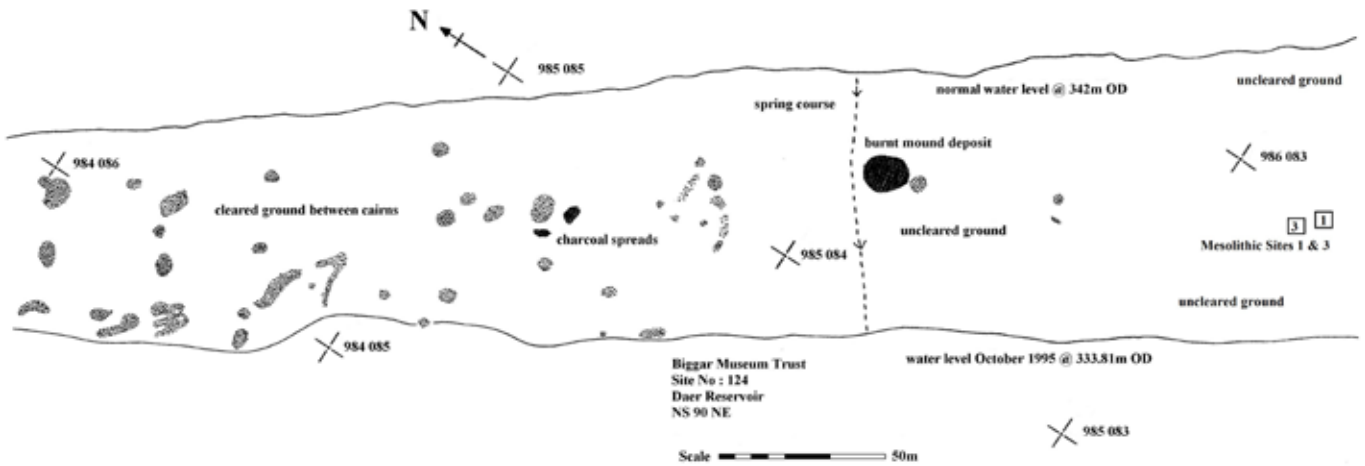 N
985 085
uncleared ground
spring course
normal water level @ 342m OD
burnt mound deposit
984 086
986 083
cleared ground between cairns
3
1
uncleared ground
charcoal spreads
Mesolithic Sites 1 & 3
985 084
uncleared ground
984 085
water level October 1995 @ 333.81m OD
Biggar Museum Trust
Site No : 124
Daer Reservoir
NS 90 NE
985 083
Scale 50m